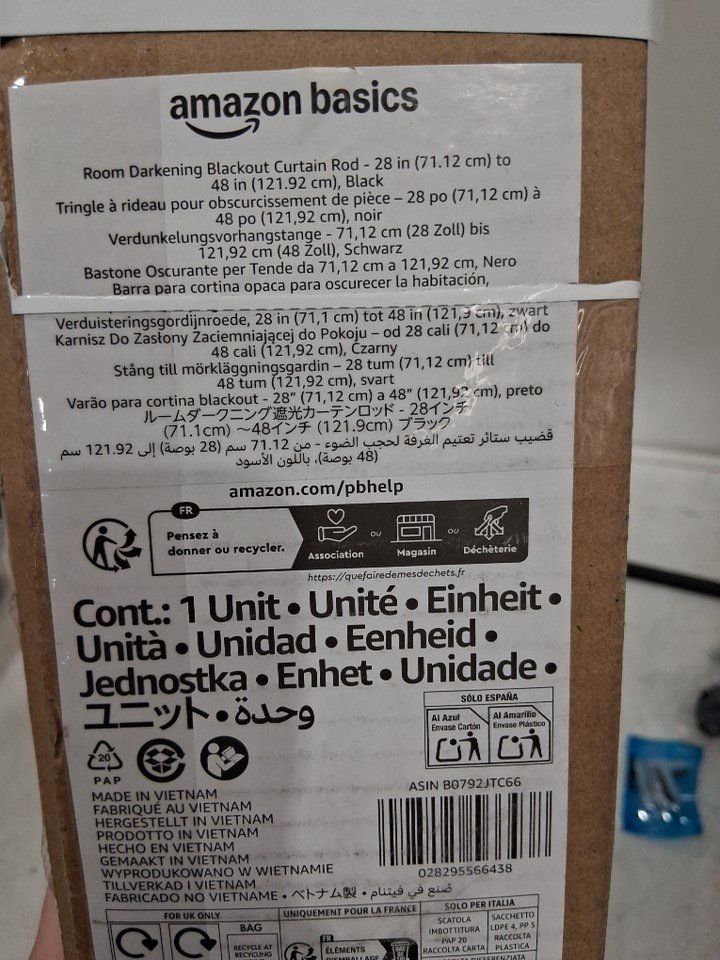 amazon basics
Room Darkening Blackout Curtain Rod - 28 in (71.12 cm) to
48 in (121.92 cm), Black
Tringle à rideau pour obscurcissement de pièce – 28 po (71,12 cm) à
48 po (121,92 cm), noir
Verdunkelungsvorhangstange - 71,12 cm (28 Zoll) bis
121,92 cm (48 Zoll), Schwarz
Bastone Oscurante per Tende da 71,12 cm a 121,92 cm, Nero
Barra para cortina opaca para oscurecer la habitación,
Verduisteringsgordijnroede, 28 in (71,1 cm) tot 48 in (121,9 cm), zwart
Karnisz Do Zasłony Zaciemniającej do Pokoju – od 28 cali (71,12 cm) do
48 cali (121,92 cm), Czarny
Stång till mörkläggningsgardin – 28 tum (71,12 cm) till
48 tum (121,92 cm), svart
Varão para cortina blackout - 28” (71,12 cm) a 48” (121,92 cm), preto
ルームダークニング遮光カーテンロッド - 28インチ
(71.1cm) ～48インチ (121.9cm) ブラック
قضيب ستائر تعتيم الغرفة لحجب الضوء - من 71.12 سم (28 بوصة) إلى 121.92 سم
(48 بوصة)، باللون الأسود
amazon.com/pbhelp
FR
Pensez à
donner ou recycler.
Association
ou
Magasin
ou
Déchèterie
https://quefairedemesdechets.fr
Cont.: 1 Unit • Unité • Einheit •
Unità • Unidad • Eenheid •
Jednostka • Enhet • Unidade •
ユニット • وحدة
SÓLO ESPAÑA
Al Azul
Envase Cartón
Al Amarillo
Envase Plástico
20
PAP
ASIN B0792JTC66
MADE IN VIETNAM
FABRIQUÉ AU VIETNAM
HERGESTELLT IN VIETNAM
PRODOTTO IN VIETNAM
HECHO EN VIETNAM
GEMAAKT IN VIETNAM
WYPRODUKOWANO W WIETNAMIE
TILLVERKAD I VIETNAM
FABRICADO NO VIETNAME • ベトナム製 • صُنع في فيتنام
028295566438
FOR UK ONLY
BAG
RECYCLE AT
RECYCLING
UNIQUEMENT POUR LA FRANCE
FR
ÉLÉMENTS
D'EMBALLAGE
SOLO PER ITALIA
SCATOLA
IMBOTTITURA
PAP 20
RACCOLTA CARTA
SACCHETTO
LDPE 4, PP 5
RACCOLTA
PLASTICA